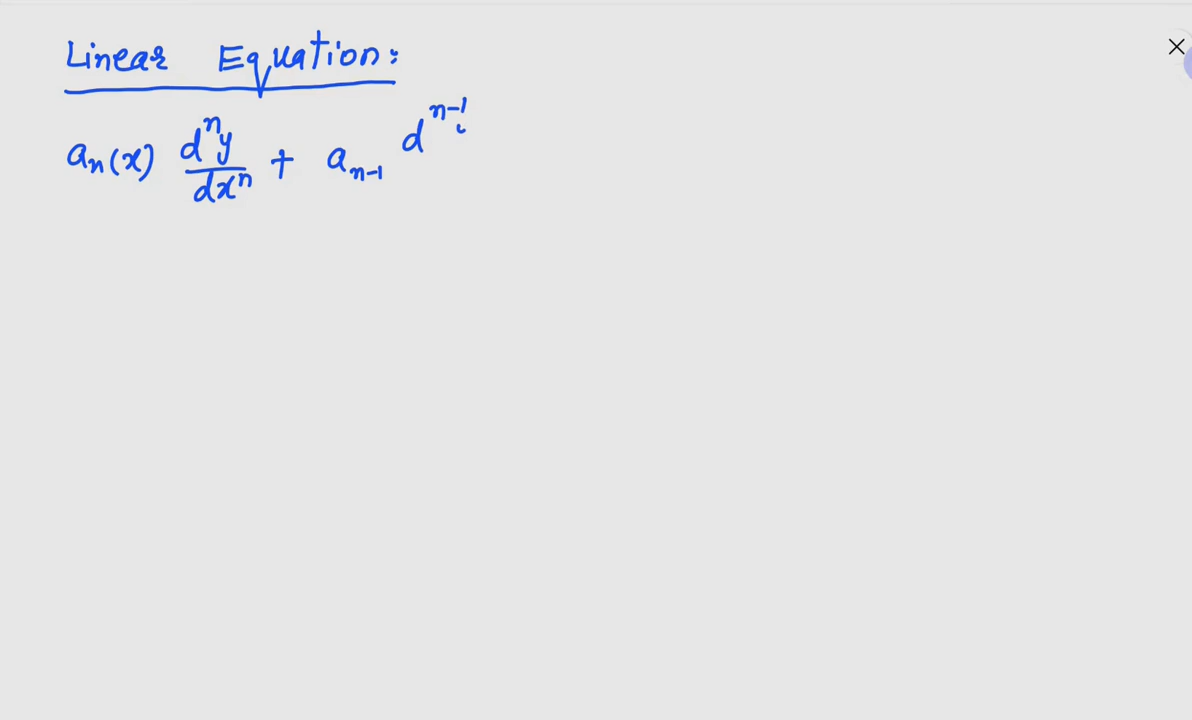 Linear Equation:
aₙ(x) dⁿy/dxⁿ + aₙ₋₁ dⁿ⁻¹